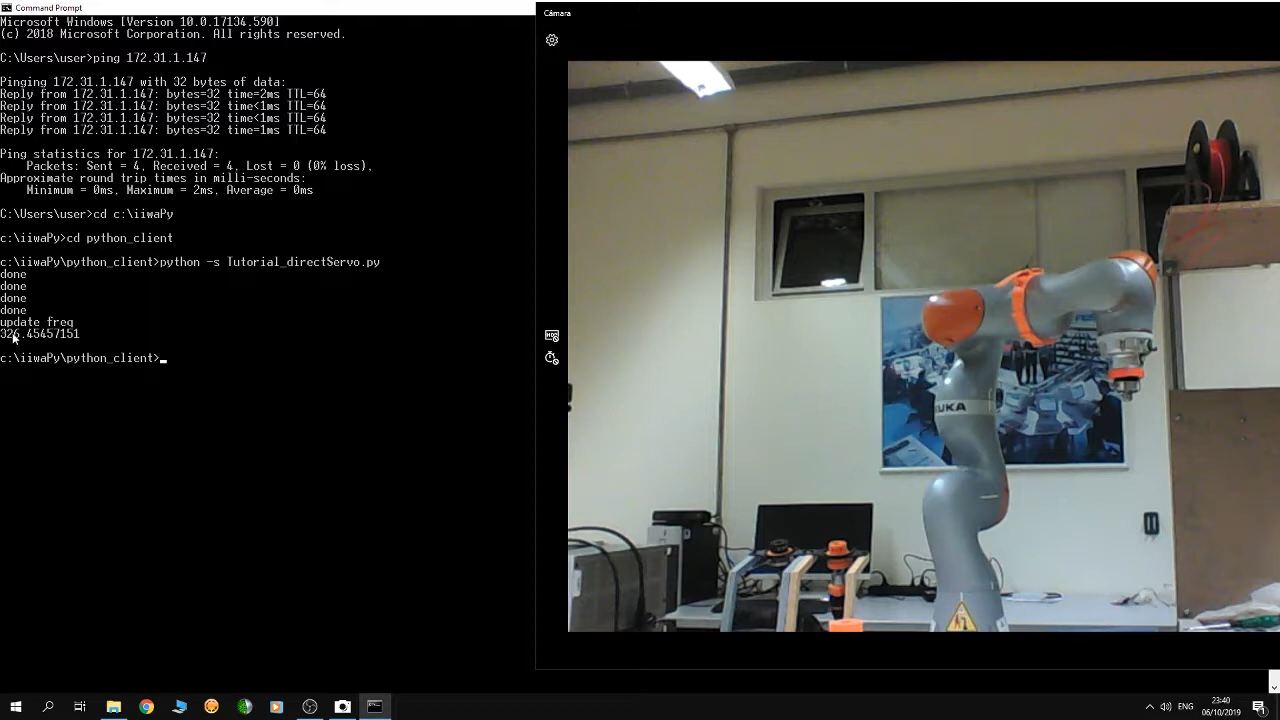 Command Prompt
Microsoft Windows [Version 10.0.17134.590]
(c) 2018 Microsoft Corporation. All rights reserved.
C:\Users\user>ping 172.31.1.147
Pinging 172.31.1.147 with 32 bytes of data:
Reply from 172.31.1.147: bytes=32 time=2ms TTL=64
Reply from 172.31.1.147: bytes=32 time<1ms TTL=64
Reply from 172.31.1.147: bytes=32 time<1ms TTL=64
Reply from 172.31.1.147: bytes=32 time=1ms TTL=64
Ping statistics for 172.31.1.147:
Packets: Sent = 4, Received = 4, Lost = 0 (0% loss),
Approximate round trip times in milli-seconds:
Minimum = 0ms, Maximum = 2ms, Average = 0ms
C:\Users\user>cd c:\iiwaPy
c:\iiwaPy>cd python_client
c:\iiwaPy\python_client>python -s Tutorial_directServo.py
done
done
done
done
update freq
326.45457151
c:\iiwaPy\python_client>
Câmara
KUKA
ENG
23:40
06/10/2019